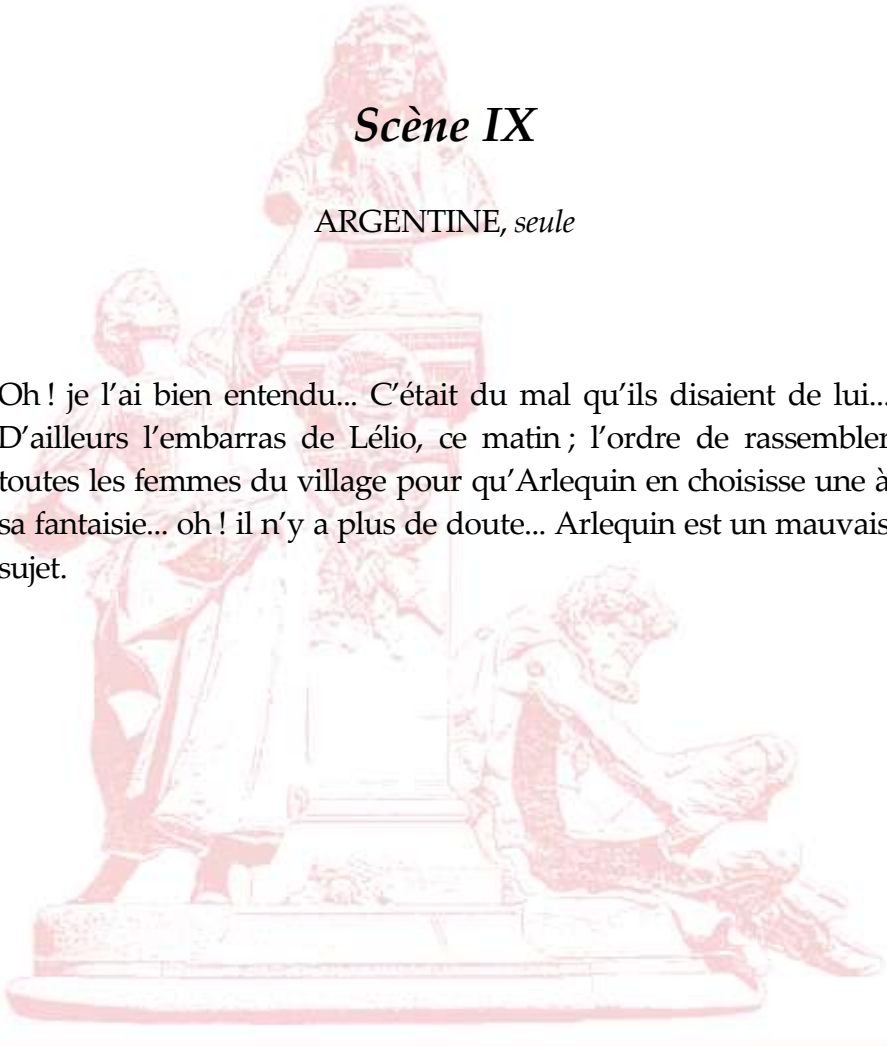 Scène IX
ARGENTINE, seule
Oh ! je l'ai bien entendu... C'était du mal qu'ils disaient de lui...
D'ailleurs l'embarras de Lélio, ce matin ; l'ordre de rassembler
toutes les femmes du village pour qu'Arlequin en choisisse une à
sa fantaisie... oh ! il n'y a plus de doute... Arlequin est un mauvais
sujet.